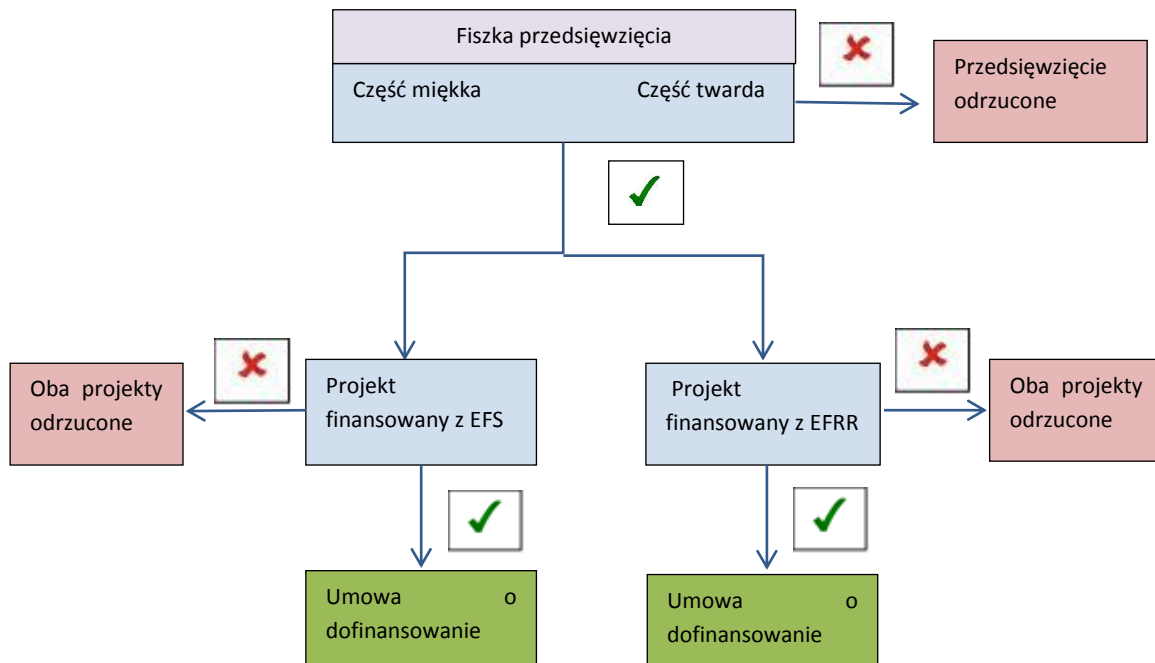 Fiszka przedsięwzięcia
Część miękka Część twarda
Przedsięwzięcie
odrzucone
Oba projekty
odrzucone
Projekt
finansowany z EFS
Projekt
finansowany z EFRR
Oba projekty
odrzucone
Umowa o
dofinansowanie
Umowa o
dofinansowanie